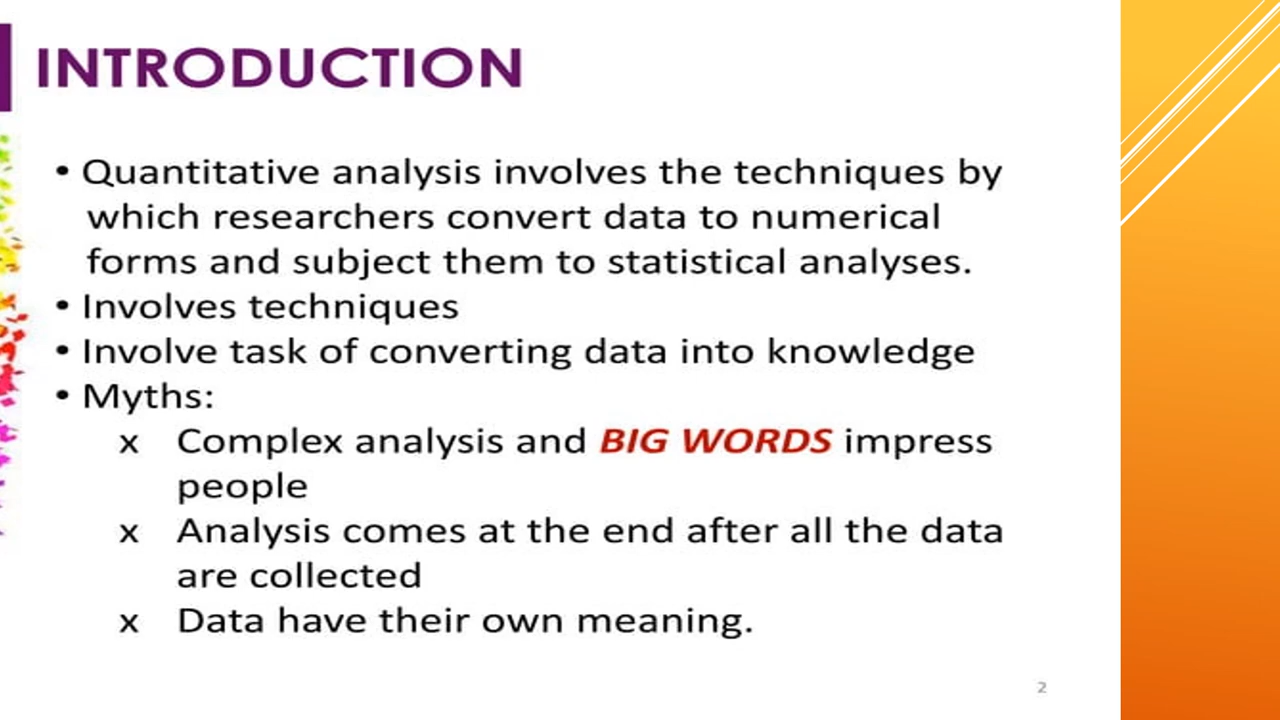 INTRODUCTION
• Quantitative analysis involves the techniques by
which researchers convert data to numerical
forms and subject them to statistical analyses.
• Involves techniques
• Involve task of converting data into knowledge
• Myths:
x Complex analysis and BIG WORDS impress
people
x Analysis comes at the end after all the data
are collected
x Data have their own meaning.
2